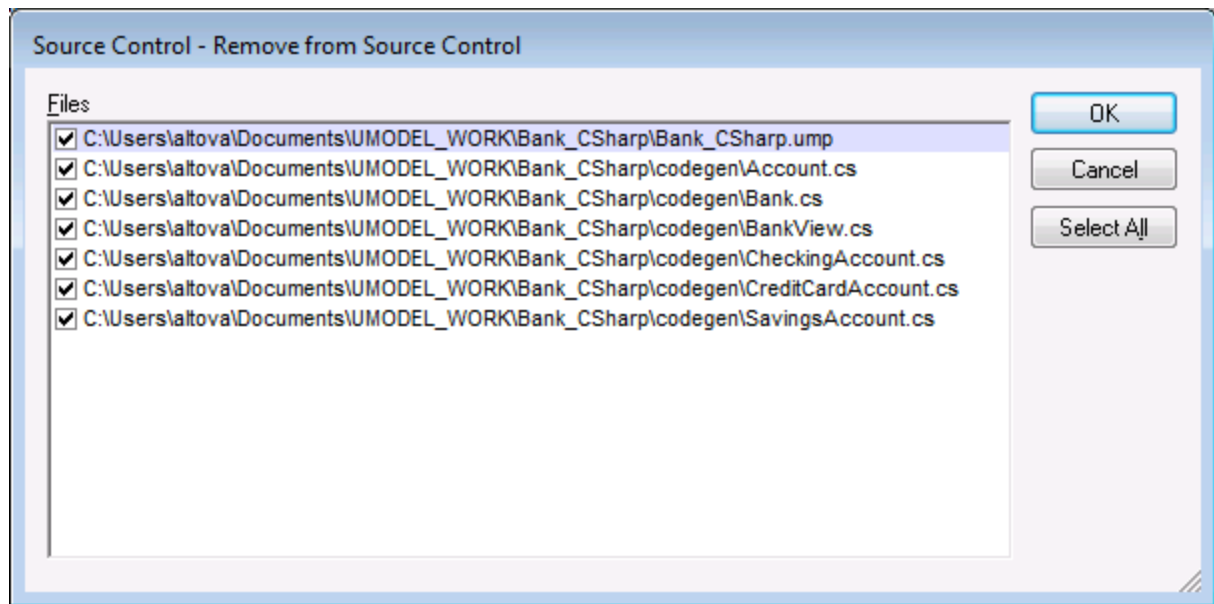 Source Control - Remove from Source Control
Files
C:\Users\altova\Documents\UMODEL_WORK\Bank_CSharp\Bank_CSharp.ump
C:\Users\altova\Documents\UMODEL_WORK\Bank_CSharp\codegen\Account.cs
C:\Users\altova\Documents\UMODEL_WORK\Bank_CSharp\codegen\Bank.cs
C:\Users\altova\Documents\UMODEL_WORK\Bank_CSharp\codegen\BankView.cs
C:\Users\altova\Documents\UMODEL_WORK\Bank_CSharp\codegen\CheckingAccount.cs
C:\Users\altova\Documents\UMODEL_WORK\Bank_CSharp\codegen\CreditCardAccount.cs
C:\Users\altova\Documents\UMODEL_WORK\Bank_CSharp\codegen\SavingsAccount.cs
OK
Cancel
Select All